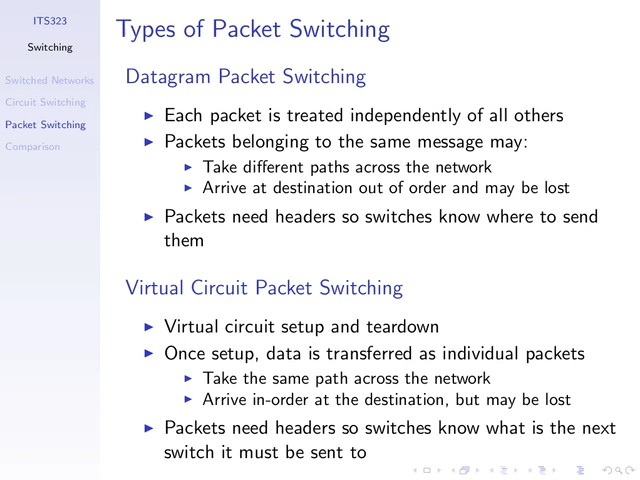 ITS323
Switching
Switched Networks
Circuit Switching
Packet Switching
Comparison
Types of Packet Switching
Datagram Packet Switching
Each packet is treated independently of all others
Packets belonging to the same message may:
Take different paths across the network
Arrive at destination out of order and may be lost
Packets need headers so switches know where to send
them
Virtual Circuit Packet Switching
Virtual circuit setup and teardown
Once setup, data is transferred as individual packets
Take the same path across the network
Arrive in-order at the destination, but may be lost
Packets need headers so switches know what is the next
switch it must be sent to